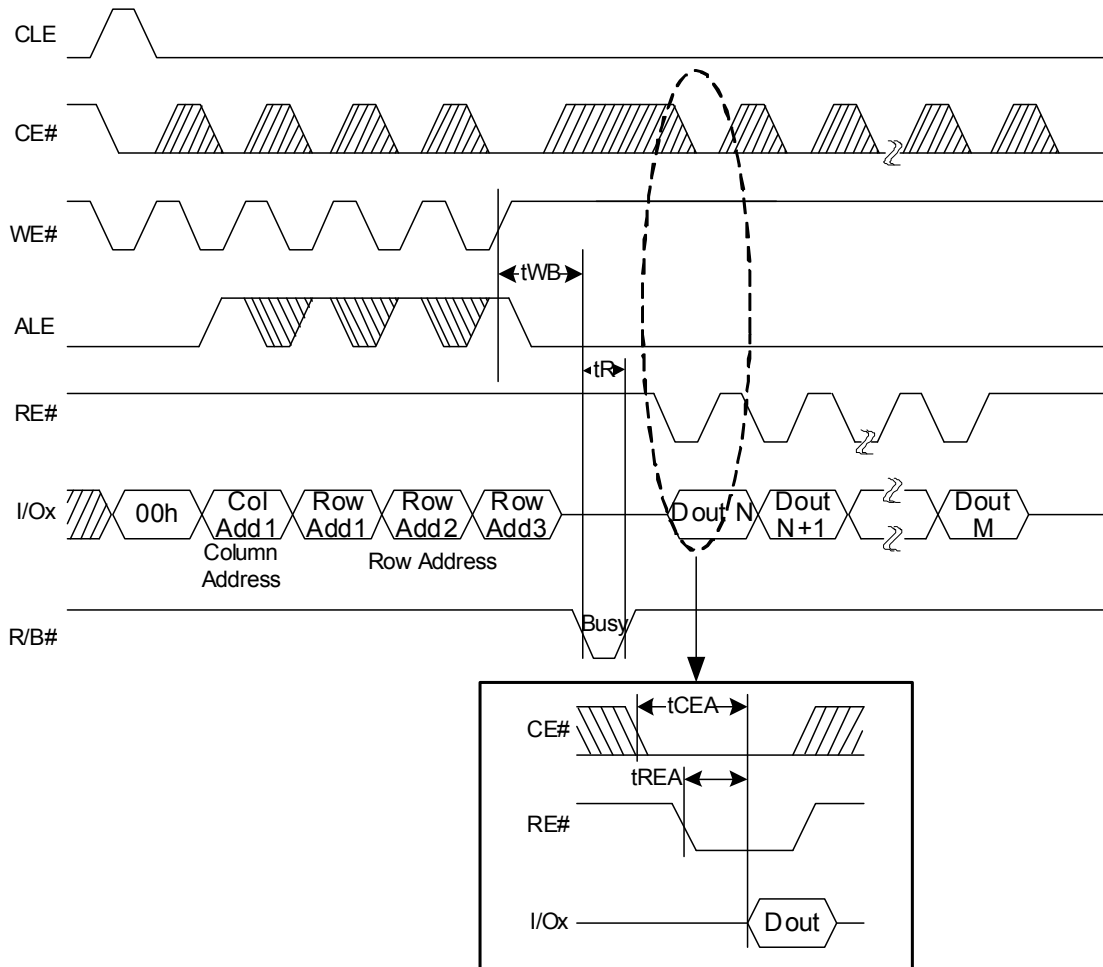 CLE
CE#
WE#
tWB
ALE
tR
RE#
I/Ox
00h
Col
Add1
Row
Add1
Row
Add2
Row
Add3
Dout N
Dout
N+1
Dout
M
Column
Address
Row Address
R/B#
Busy
CE#
tCEA
tREA
RE#
I/Ox
Dout